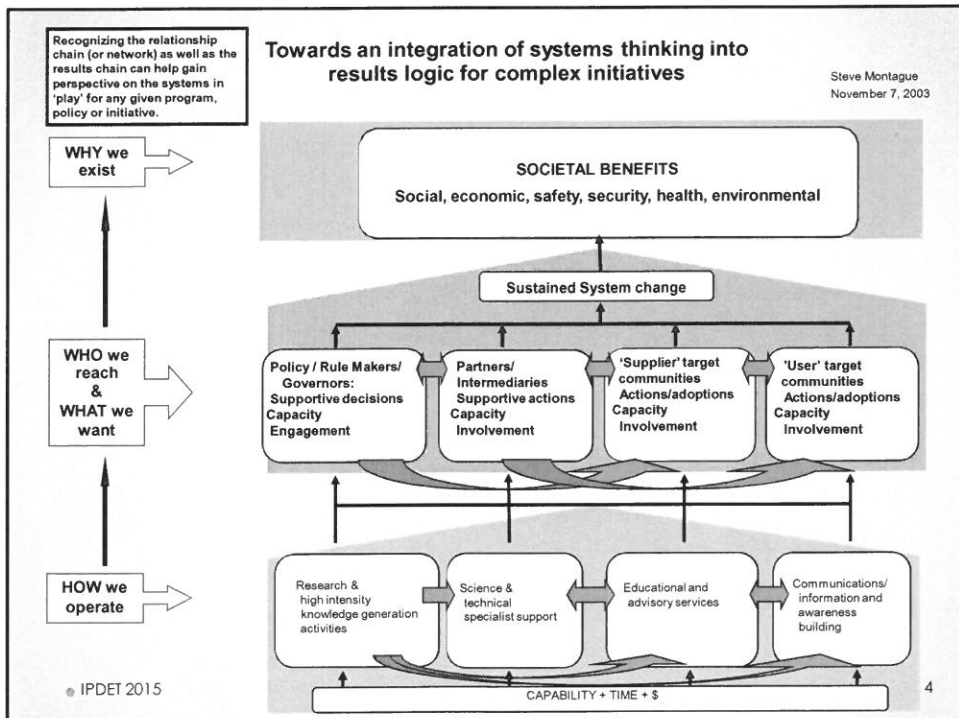 Recognizing the relationship
chain (or network) as well as the
results chain can help gain
perspective on the systems in
'play' for any given program,
policy or initiative.
Towards an integration of systems thinking into
results logic for complex initiatives
Steve Montague
November 7, 2003
WHY we
exist
SOCIETAL BENEFITS
Social, economic, safety, security, health, environmental
Sustained System change
WHO we
reach
&
WHAT we
want
Policy / Rule Makers/
Governors:
Supportive decisions
Capacity
Engagement
Partners/
Intermediaries
Supportive actions
Capacity
Involvement
'Supplier' target
communities
Actions/adoptions
Capacity
Involvement
'User' target
communities
Actions/adoptions
Capacity
Involvement
HOW we
operate
Research &
high intensity
knowledge generation
activities
Science &
technical
specialist support
Educational and
advisory services
Communications/
information and
awareness
building
CAPABILITY + TIME + $
IPDET 2015
4